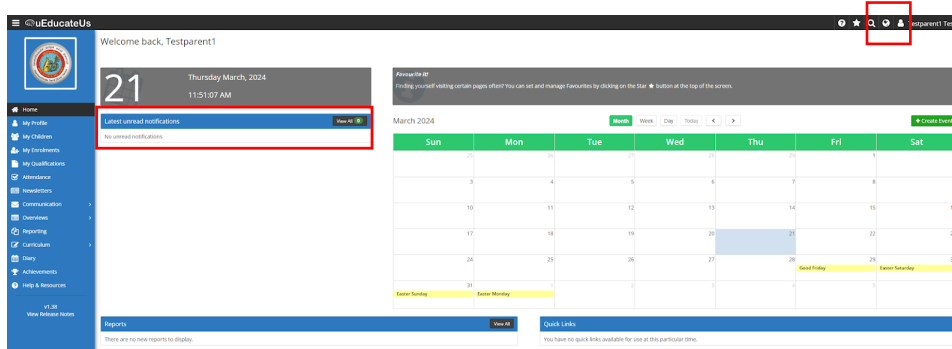 uEducateUs
Testparent1 Tes
Welcome back, Testparent1
21
Thursday March, 2024
11:51:07 AM
Favourite It!
Finding yourself visiting certain pages often? You can set and manage Favourites by clicking on the Star ★ button at the top of the screen.
Home
My Profile
My Children
My Enrolments
My Qualifications
Attendance
Newsletters
Communication
Overviews
Reporting
Curriculum
Diary
Achievements
Help & Resources
v1.38
View Release Notes
Latest unread notifications
View All 0
No unread notifications
March 2024
Month Week Day Today < >
+ Create Event
Sun Mon Tue Wed Thu Fri Sat
25 26 27 28 29 1
3 4 5 6 7 8
10 11 12 13 14 15
17 18 19 20 21 22
24 25 26 27 28 29
Good Friday Easter Saturday
31 1 2 3 4 5
Easter Sunday Easter Monday
Reports
View All
There are no new reports to display.
Quick Links
You have no quick links available for use at this particular time.